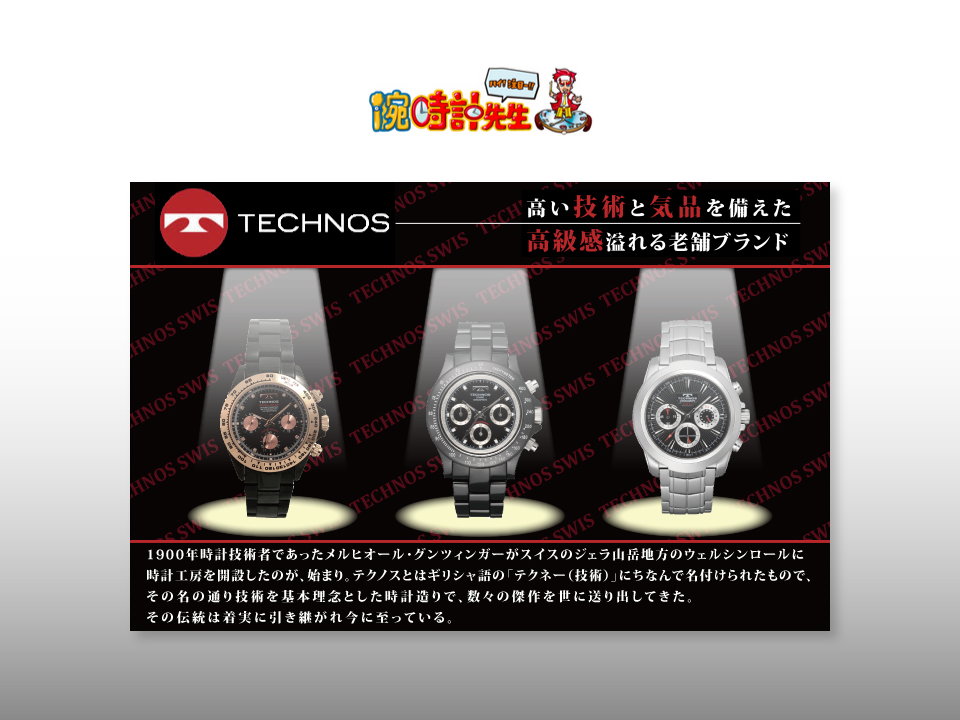 ハイ!注目〜!!
腕時計先生
TECHNOS
高い技術と気品を備えた
高級感溢れる老舗ブランド
TECHNOS SWIS
TECHNOS
TECHNOS
TECHNOS
1900年時計技術者であったメルヒオール・グンツィンガーがスイスのジェラ山岳地方のウェルシンロールに
時計工房を開設したのが、始まり。テクノスとはギリシャ語の「テクネー(技術)」にちなんで名付けられたもので、
その名の通り技術を基本理念とした時計造りで、数々の傑作を世に送り出してきた。
その伝統は着実に引き継がれ今に至っている。